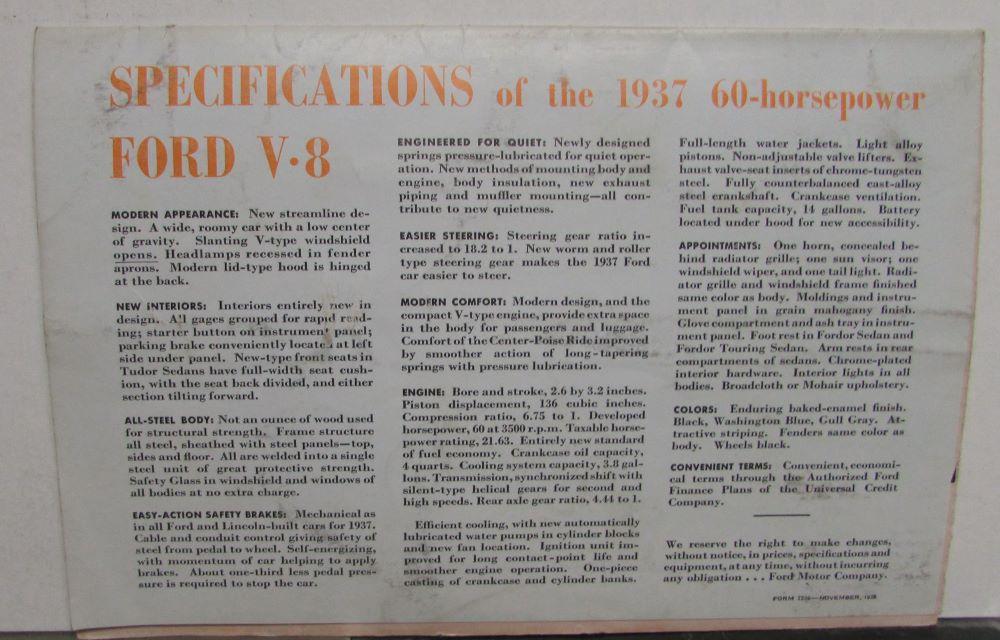 SPECIFICATIONS of the 1937 60-horsepower
FORD V·8
MODERN APPEARANCE: New streamline de-
sign. A wide, roomy car with a low center
of gravity. Slanting V-type windshield
opens. Headlamps recessed in fender
aprons. Modern lid-type hood is hinged
at the back.
NEW INTERIORS: Interiors entirely new in
design. All gages grouped for rapid read-
ing; starter button on instrument panel;
parking brake conveniently located at left
side under panel. New-type front seats in
Tudor Sedans have full-width seat cush-
ion, with the seat back divided, and either
section tilting forward.
ALL-STEEL BODY: Not an ounce of wood used
for structural strength. Frame structure
all steel, sheathed with steel panels—top,
sides and floor. All are welded into a single
steel unit of great protective strength.
Safety Glass in windshield and windows of
all bodies at no extra charge.
EASY-ACTION SAFETY BRAKES: Mechanical as
in all Ford and Lincoln-built cars for 1937.
Cable and conduit control giving safety of
steel from pedal to wheel. Self-energizing,
with momentum of car helping to apply
brakes. About one-third less pedal pres-
sure is required to stop the car.
ENGINEERED FOR QUIET: Newly designed
springs pressure-lubricated for quiet oper-
ation. New methods of mounting body and
engine, body insulation, new exhaust
piping and muffler mounting—all con-
tribute to new quietness.
EASIER STEERING: Steering gear ratio in-
creased to 18.2 to 1. New worm and roller
type steering gear makes the 1937 Ford
car easier to steer.
MODERN COMFORT: Modern design, and the
compact V-type engine, provide extra space
in the body for passengers and luggage.
Comfort of the Center-Poise Ride improved
by smoother action of long-tapering
springs with pressure lubrication.
ENGINE: Bore and stroke, 2.6 by 3.2 inches.
Piston displacement, 136 cubic inches.
Compression ratio, 6.75 to 1. Developed
horsepower, 60 at 3500 r.p.m. Taxable horse-
power rating, 21.63. Entirely new standard
of fuel economy. Crankcase oil capacity,
4 quarts. Cooling system capacity, 3.8 gal-
lons. Transmission, synchronized shift with
silent-type helical gears for second and
high speeds. Rear axle gear ratio, 4.44 to 1.
Efficient cooling, with new automatically
lubricated water pumps in cylinder blocks
and new fan location. Ignition unit im-
proved for long contact-point life and
smoother engine operation. One-piece
casting of crankcase and cylinder banks.
Full-length water jackets. Light alloy
pistons. Non-adjustable valve lifters. Ex-
haust valve-seat inserts of chrome-tungsten
steel. Fully counterbalanced cast-alloy
steel crankshaft. Crankcase ventilation.
Fuel tank capacity, 14 gallons. Battery
located under hood for new accessibility.
APPOINTMENTS: One horn, concealed be-
hind radiator grille; one sun visor; one
windshield wiper, and one tail light. Radi-
ator grille and windshield frame finished
same color as body. Moldings and instru-
ment panel in grain mahogany finish.
Glove compartment and ash tray in instru-
ment panel. Foot rest in Fordor Sedan and
Fordor Touring Sedan. Arm rests in rear
compartments of sedans. Chrome-plated
interior hardware. Interior lights in all
bodies. Broadcloth or Mohair upholstery.
COLORS: Enduring baked-enamel finish.
Black, Washington Blue, Gull Gray. At-
tractive striping. Fenders same color as
body. Wheels black.
CONVENIENT TERMS: Convenient, economi-
cal terms through the Authorized Ford
Finance Plans of the Universal Credit
Company.
We reserve the right to make changes,
without notice, in prices, specifications and
equipment, at any time, without incurring
any obligation . . . Ford Motor Company.
FORM —NOVEMBER, 1936